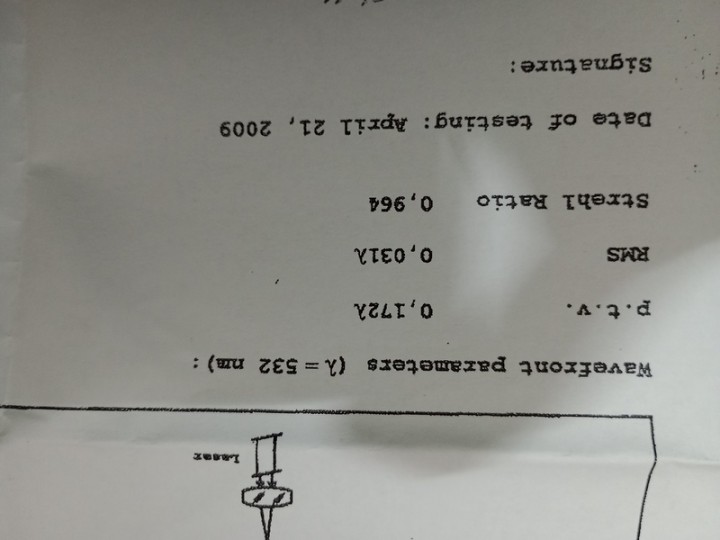 Laser
Wavefront parameters (λ = 532 nm) :
p.t.v. 0,172λ
RMS 0,031λ
Strehl Ratio 0,964
Date of testing: April 21, 2009
Signature: